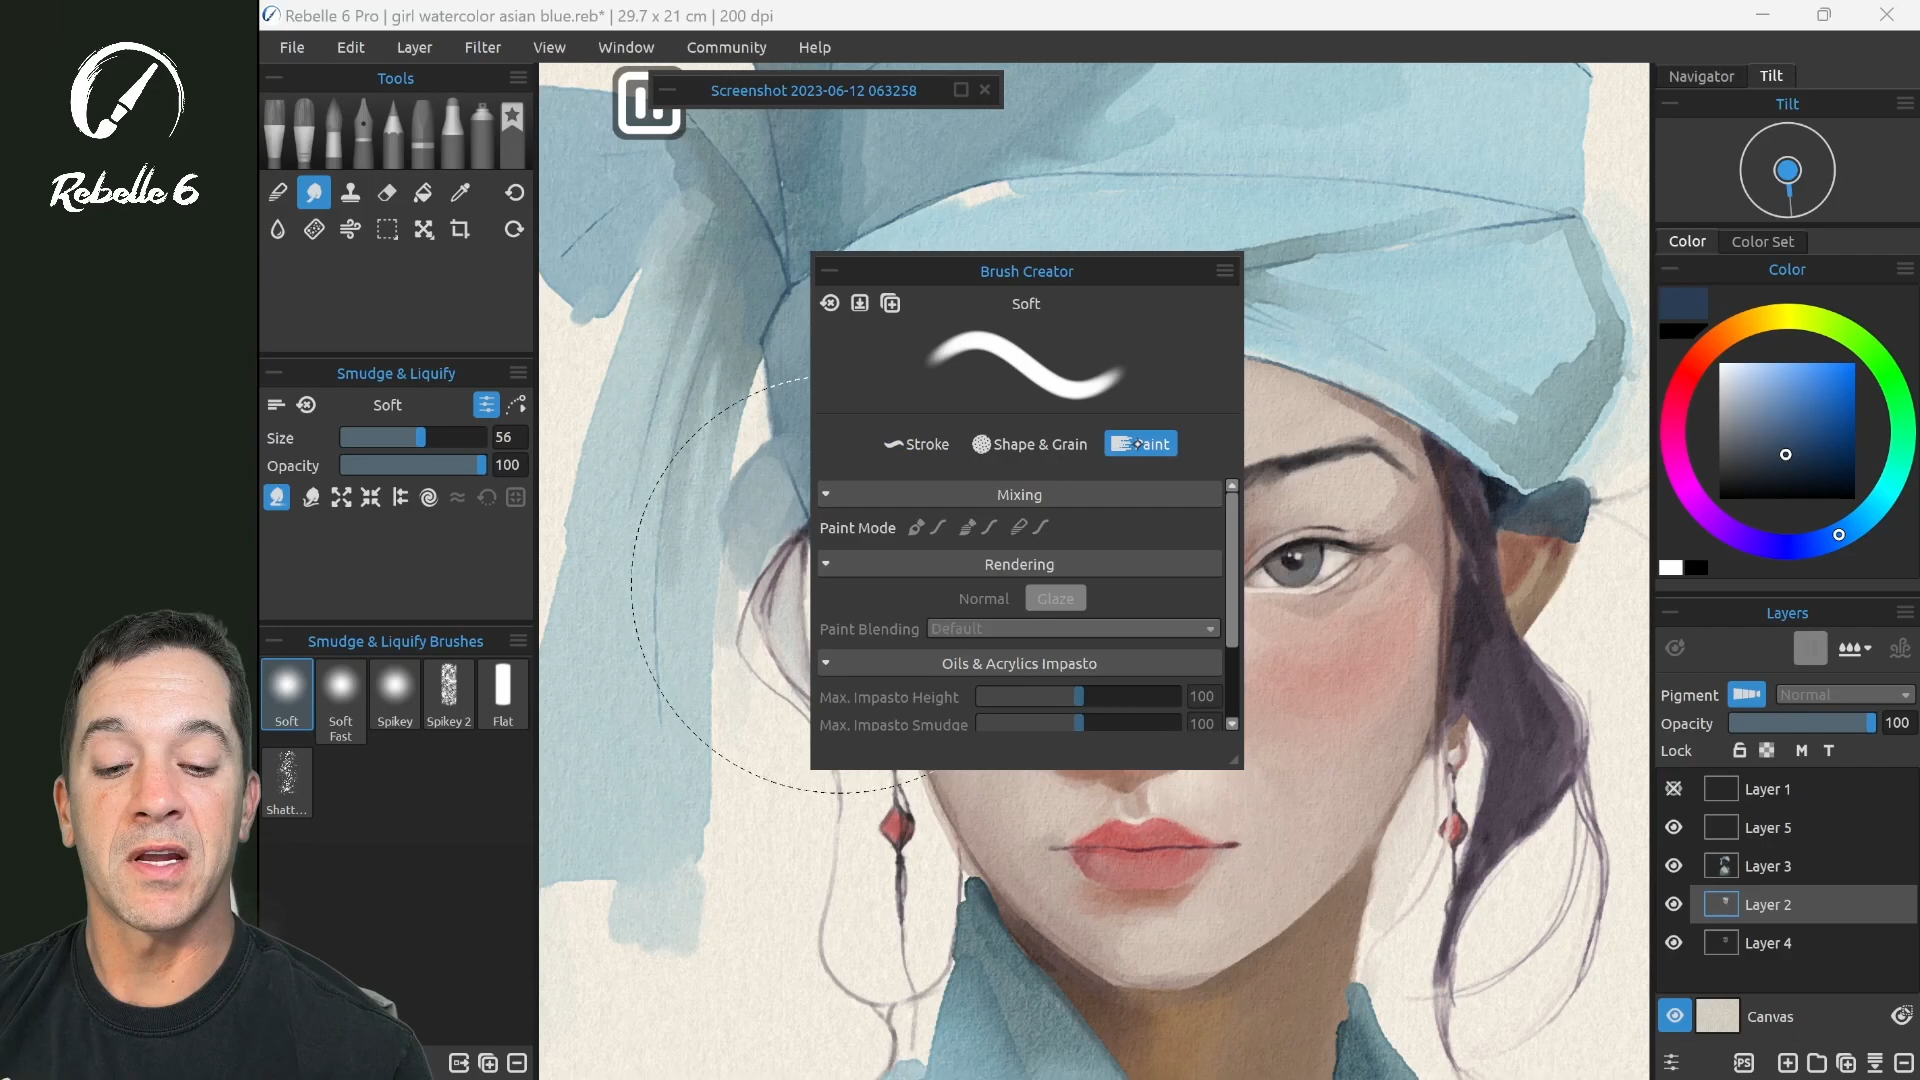 Rebelle 6
Rebelle 6 Pro | girl watercolor asian blue.reb* | 29.7 x 21 cm | 200 dpi
File Edit Layer Filter View Window Community Help
Tools
Smudge & Liquify
Soft
Size 56
Opacity 100
Smudge & Liquify Brushes
Soft
Soft Fast
Spikey
Spikey 2
Flat
Shatt...
Screenshot 2023-06-12 063258
Brush Creator
Soft
Stroke Shape & Grain Paint
Mixing
Paint Mode
Rendering
Normal Glaze
Paint Blending Default
Oils & Acrylics Impasto
Max. Impasto Height 100
Max. Impasto Smudge 100
Navigator Tilt
Tilt
Color Color Set
Color
Layers
Pigment Normal
Opacity 100
Lock M T
Layer 1
Layer 5
Layer 3
Layer 2
Layer 4
Canvas
PS